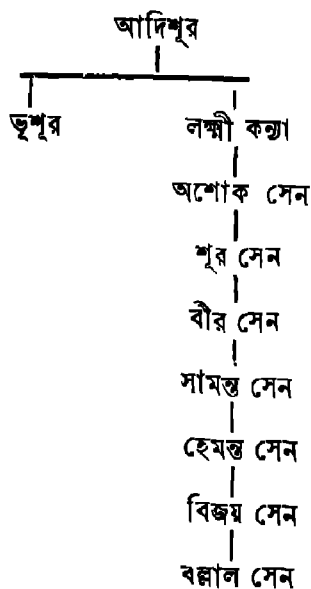 আদিশূর
ভূশূর লক্ষ্মী কন্যা
অশোক সেন
শূর সেন
বীর সেন
সামন্ত সেন
হেমন্ত সেন
বিজয় সেন
বল্লাল সেন